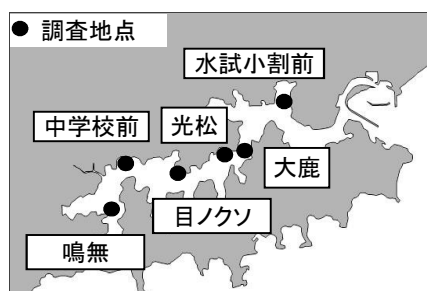 ● 調査地点
水試小割前
中学校前
光松
大鹿
目ノクソ
鳴無